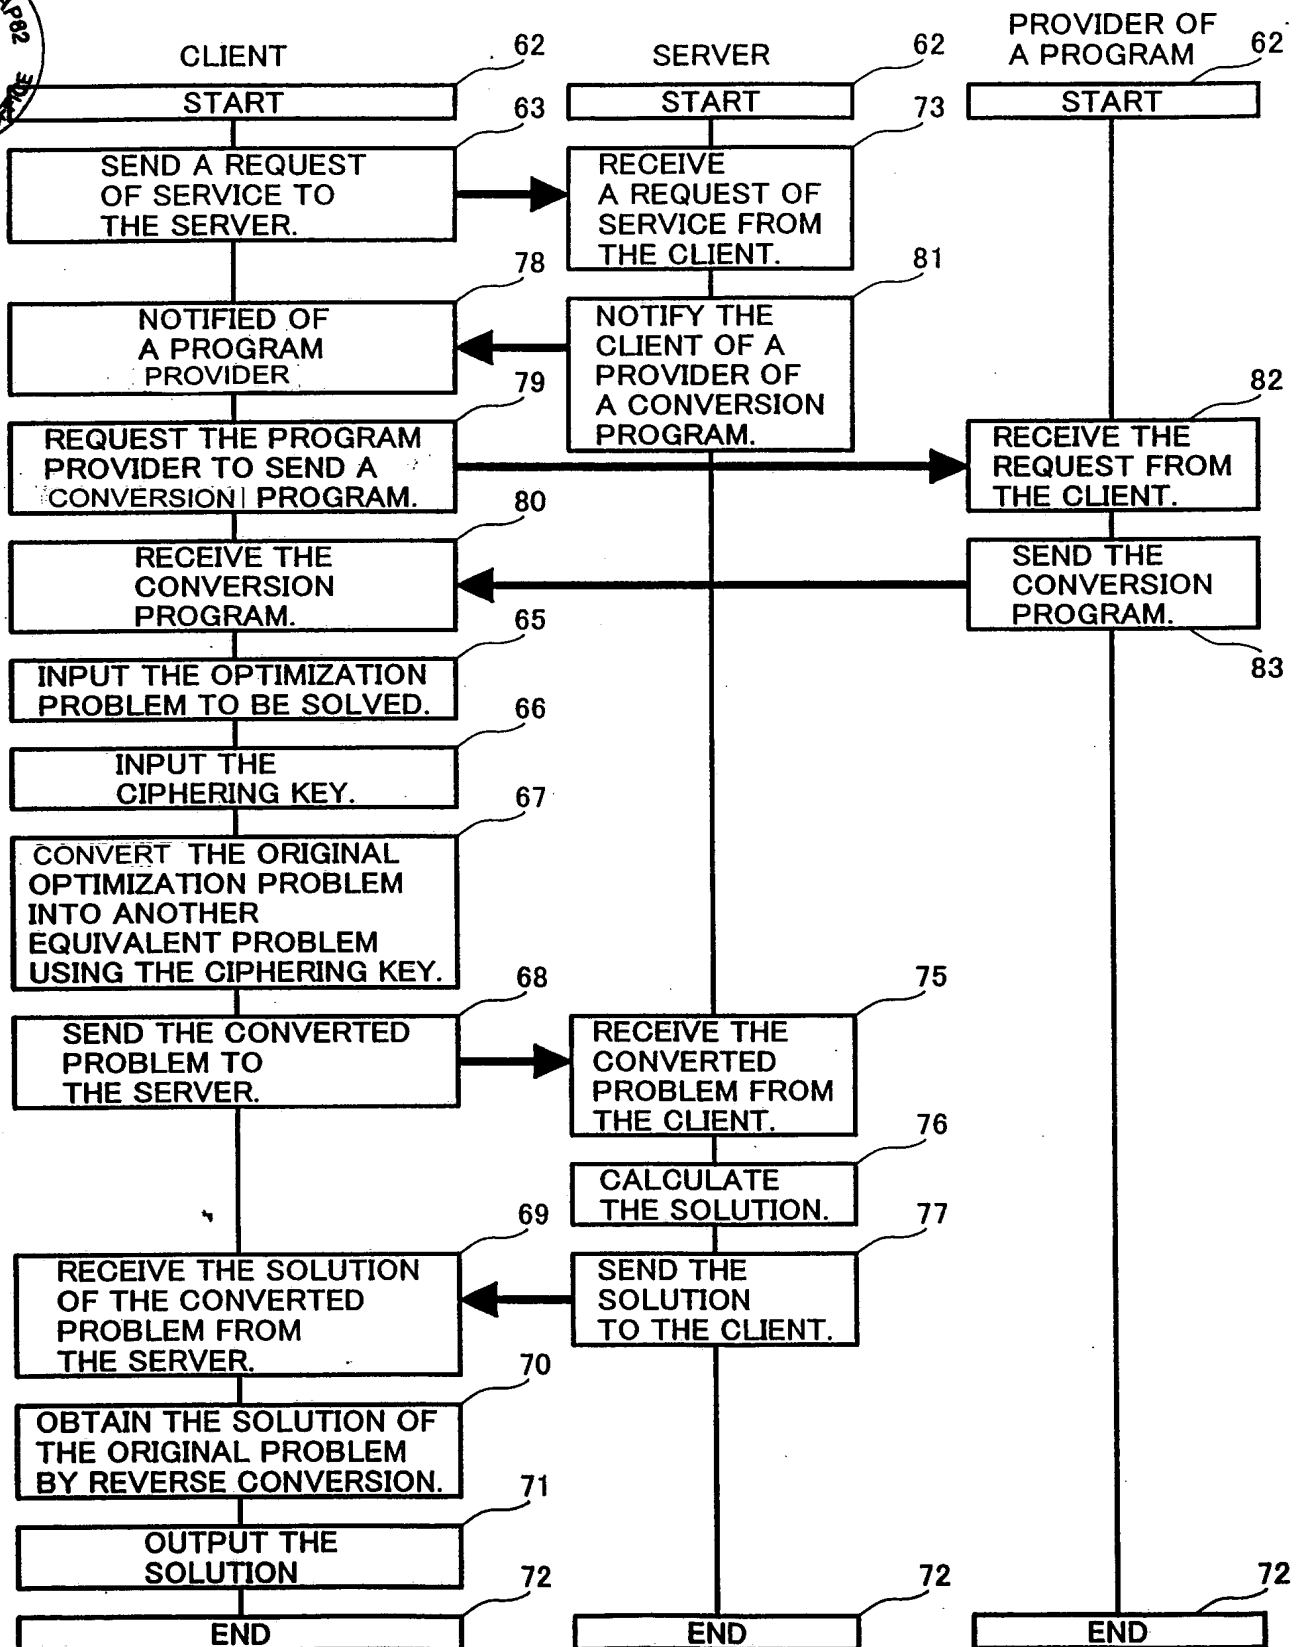 AP82
CLIENT
62
START
63
SEND A REQUEST
OF SERVICE TO
THE SERVER.
78
NOTIFIED OF
A PROGRAM
PROVIDER
79
REQUEST THE PROGRAM
PROVIDER TO SEND A
CONVERSION PROGRAM.
80
RECEIVE THE
CONVERSION
PROGRAM.
65
INPUT THE OPTIMIZATION
PROBLEM TO BE SOLVED.
66
INPUT THE
CIPHERING KEY.
67
CONVERT THE ORIGINAL
OPTIMIZATION PROBLEM
INTO ANOTHER
EQUIVALENT PROBLEM
USING THE CIPHERING KEY.
68
SEND THE CONVERTED
PROBLEM TO
THE SERVER.
69
RECEIVE THE SOLUTION
OF THE CONVERTED
PROBLEM FROM
THE SERVER.
70
OBTAIN THE SOLUTION OF
THE ORIGINAL PROBLEM
BY REVERSE CONVERSION.
71
OUTPUT THE
SOLUTION
72
END
SERVER
62
START
73
RECEIVE
A REQUEST OF
SERVICE FROM
THE CLIENT.
81
NOTIFY THE
CLIENT OF A
PROVIDER OF
A CONVERSION
PROGRAM.
75
RECEIVE THE
CONVERTED
PROBLEM FROM
THE CLIENT.
76
CALCULATE
THE SOLUTION.
77
SEND THE
SOLUTION
TO THE CLIENT.
72
END
PROVIDER OF
A PROGRAM
62
START
82
RECEIVE THE
REQUEST FROM
THE CLIENT.
SEND THE
CONVERSION
PROGRAM.
83
72
END